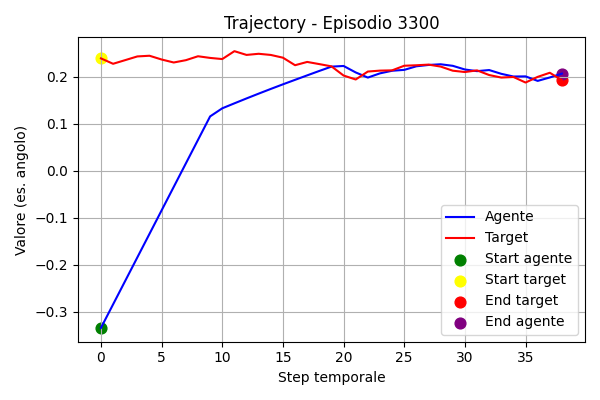 Trajectory - Episodio 3300
Valore (es. angolo)
0.2
0.1
0.0
−0.1
−0.2
−0.3
Agente
Target
Start agente
Start target
End target
End agente
0 5 10 15 20 25 30 35
Step temporale